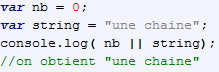 var nb = 0;
var string = "une chaine";
console.log( nb || string);
//on obtient "une chaine"